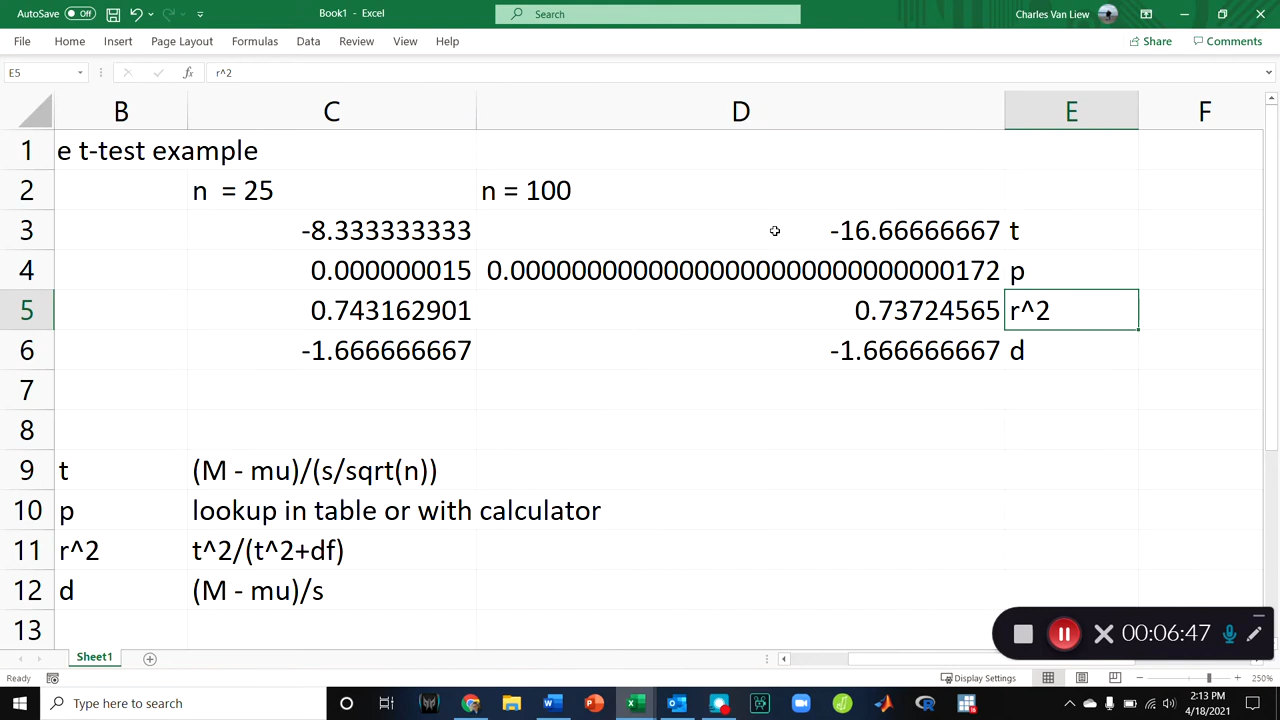 AutoSave Off Book1 - Excel Search Charles Van Liew
File Home Insert Page Layout Formulas Data Review View Help Share Comments
E5 fx r^2
B C D E F
1 e t-test example
2 n = 25 n = 100
3 -8.333333333 -16.66666667 t
4 0.000000015 0.0000000000000000000000000000172 p
5 0.743162901 0.73724565 r^2
6 -1.666666667 -1.666666667 d
7
8
9 t (M - mu)/(s/sqrt(n))
10 p lookup in table or with calculator
11 r^2 t^2/(t^2+df)
12 d (M - mu)/s
13
00:06:47
Sheet1
Ready Display Settings 250%
Type here to search 2:13 PM
4/18/2021